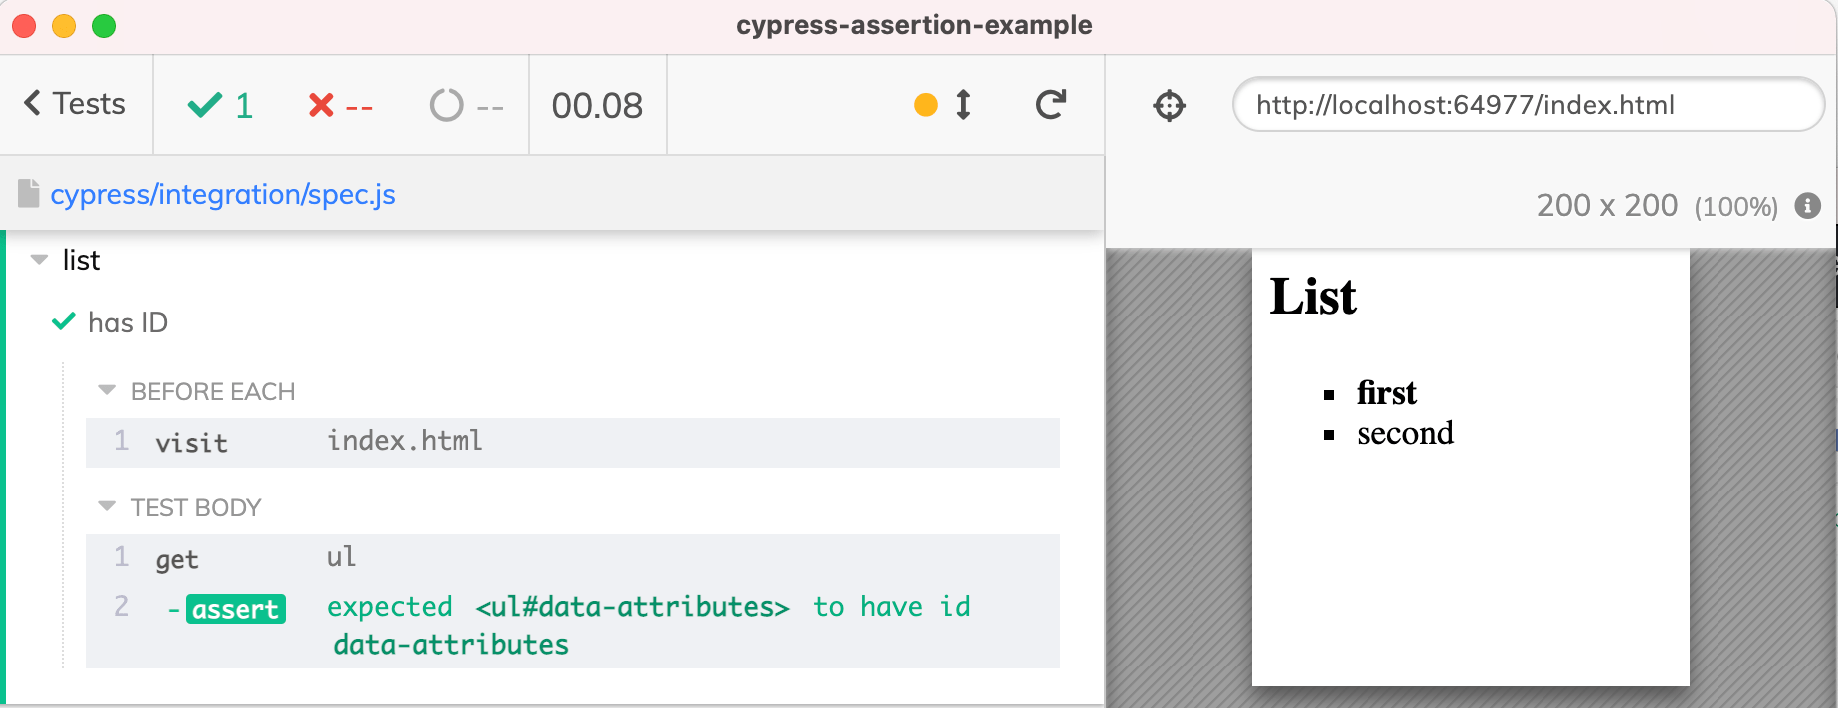 cypress-assertion-example
Tests
1
--
--
00.08
http://localhost:64977/index.html
cypress/integration/spec.js
200 x 200 (100%)
list
has ID
BEFORE EACH
1 visit index.html
TEST BODY
1 get ul
2 -assert expected <ul#data-attributes> to have id
data-attributes
List
first
second